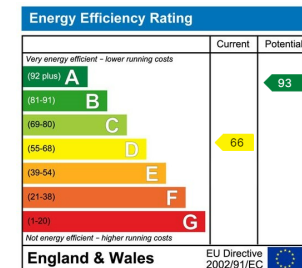 Energy Efficiency Rating
Current Potential
Very energy efficient - lower running costs
(92 plus) A
93
(81-91) B
(69-80) C
(55-68) D
66
(39-54) E
(21-38) F
(1-20) G
Not energy efficient - higher running costs
England & Wales
EU Directive
2002/91/EC